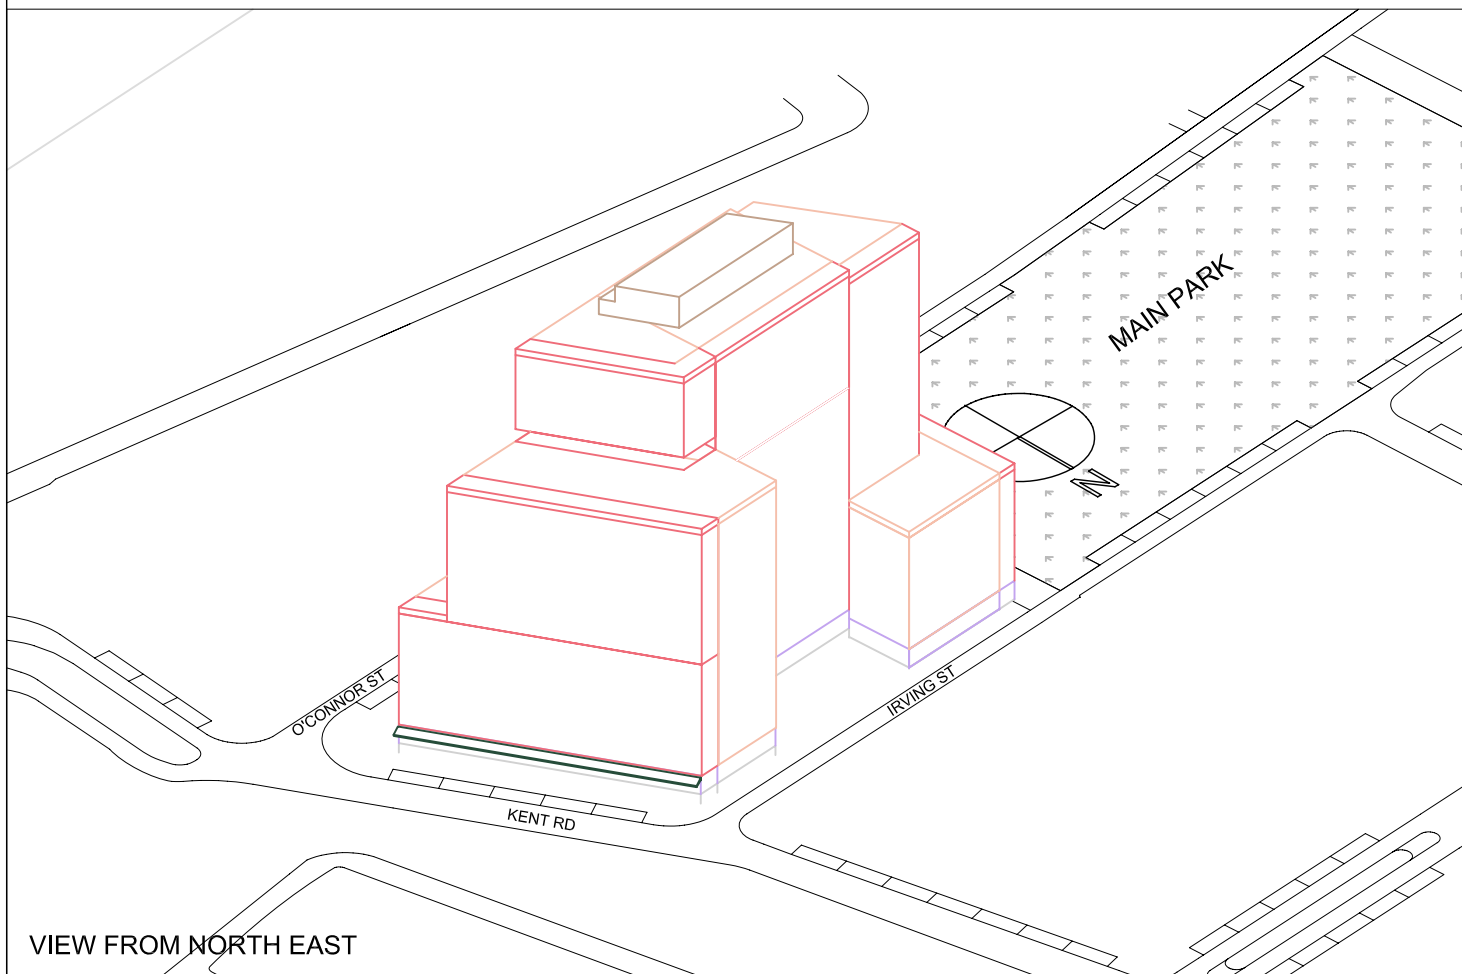 MAIN PARK
N
O'CONNOR ST
IRVING ST
KENT RD
VIEW FROM NORTH EAST